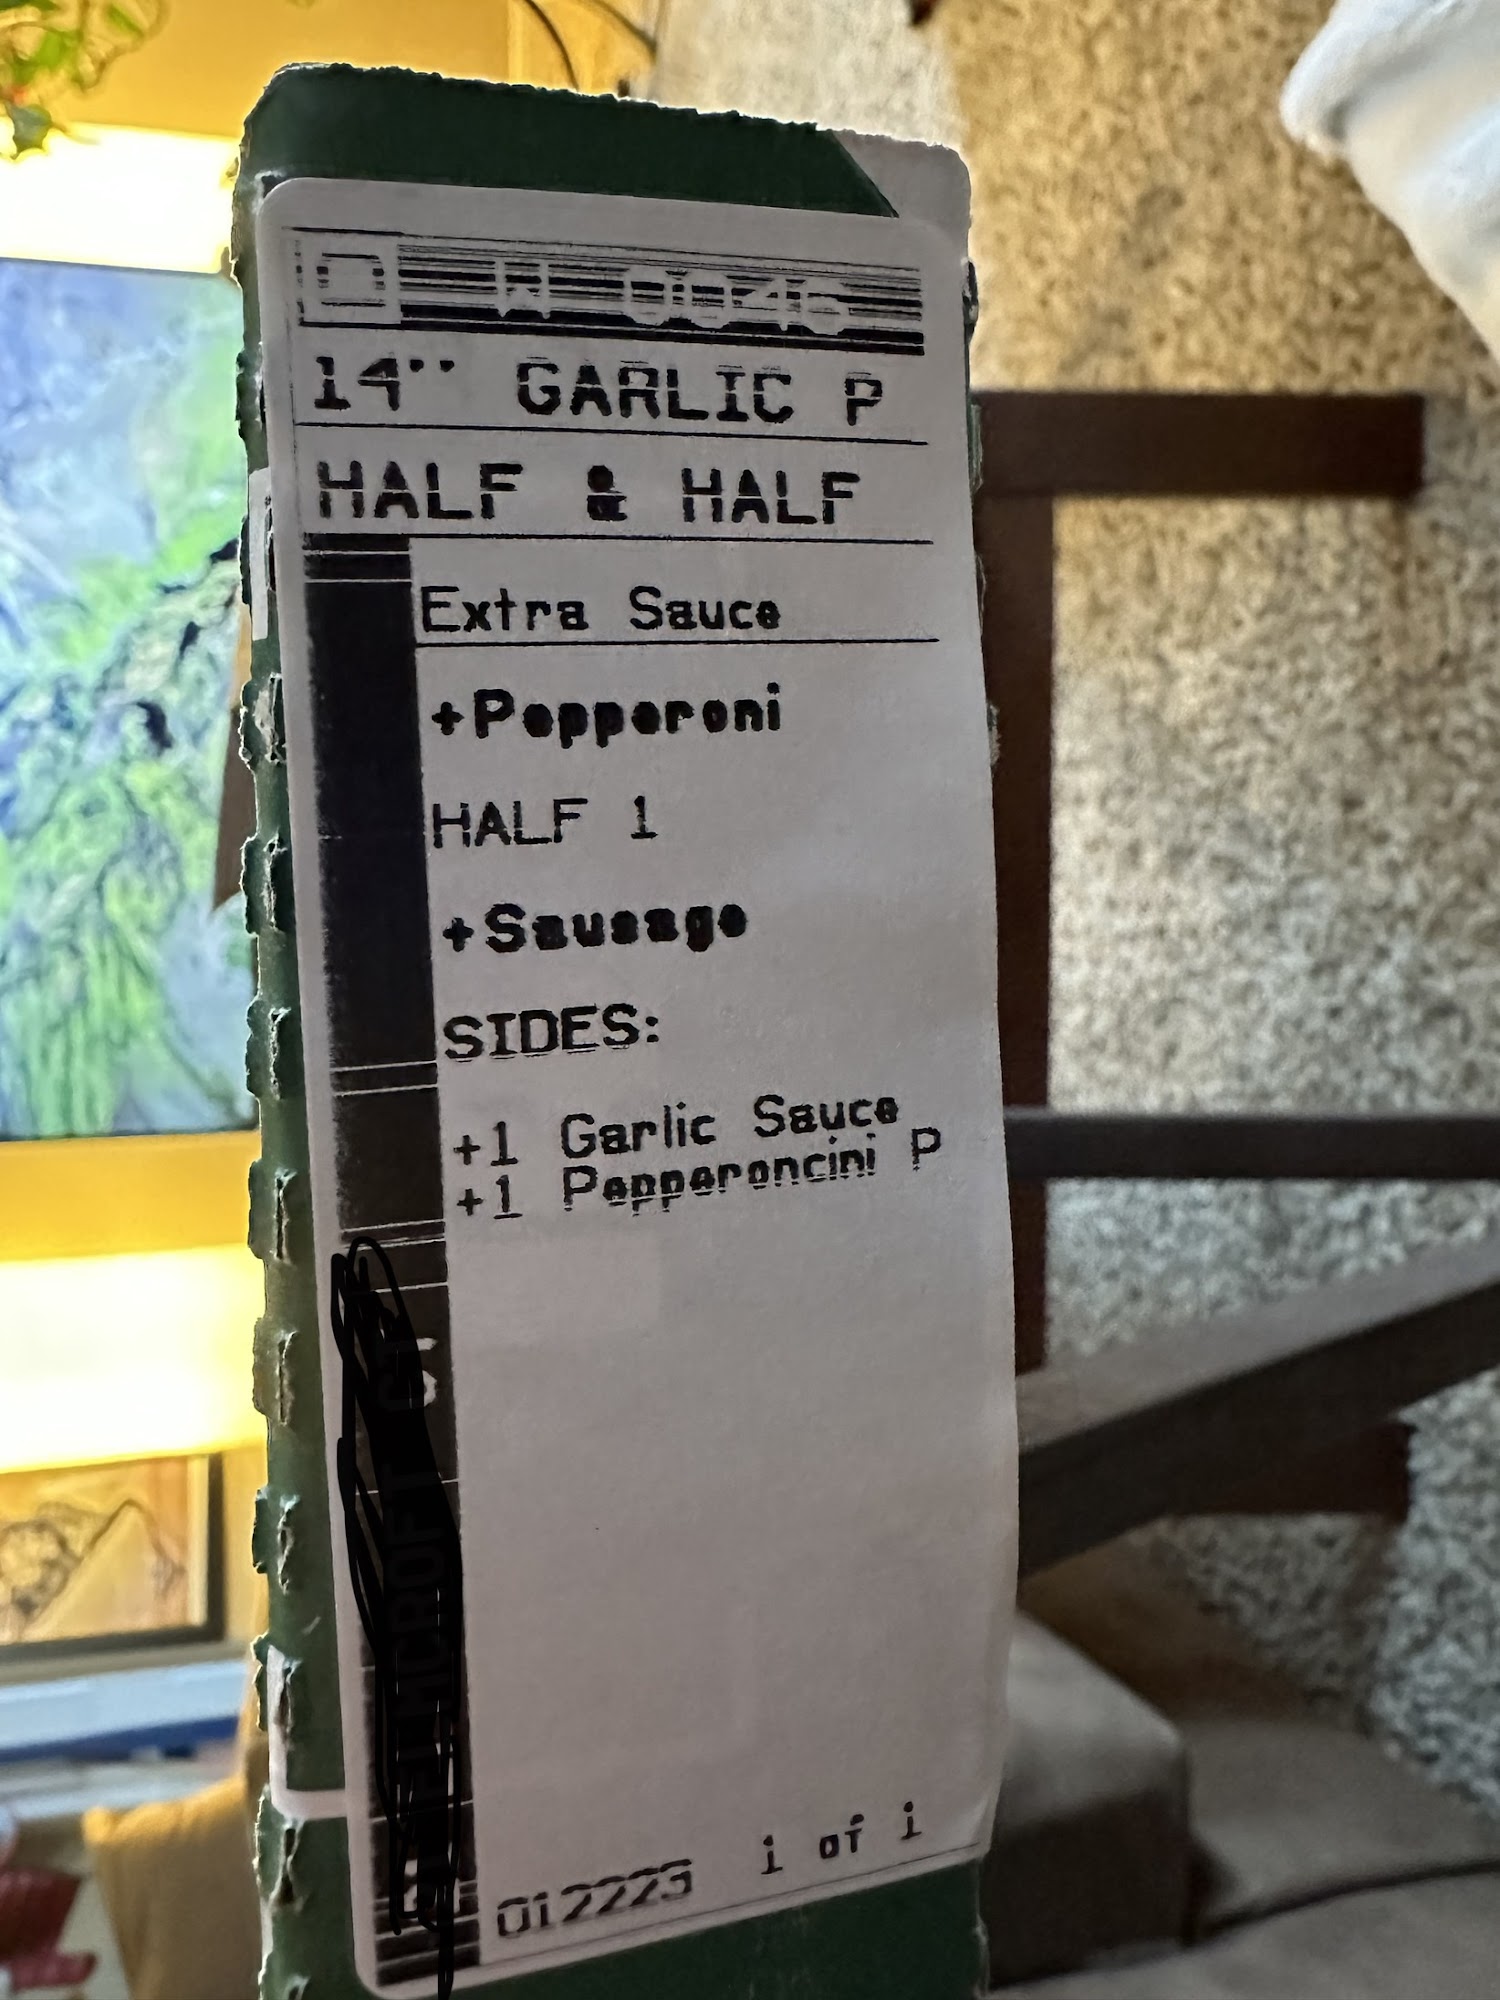 W 0046
14" GARLIC P
HALF & HALF
Extra Sauce
+Pepperoni
HALF 1
+Sausage
SIDES:
+1 Garlic Sauce
+1 Pepperoncini P
012223 1 of 1